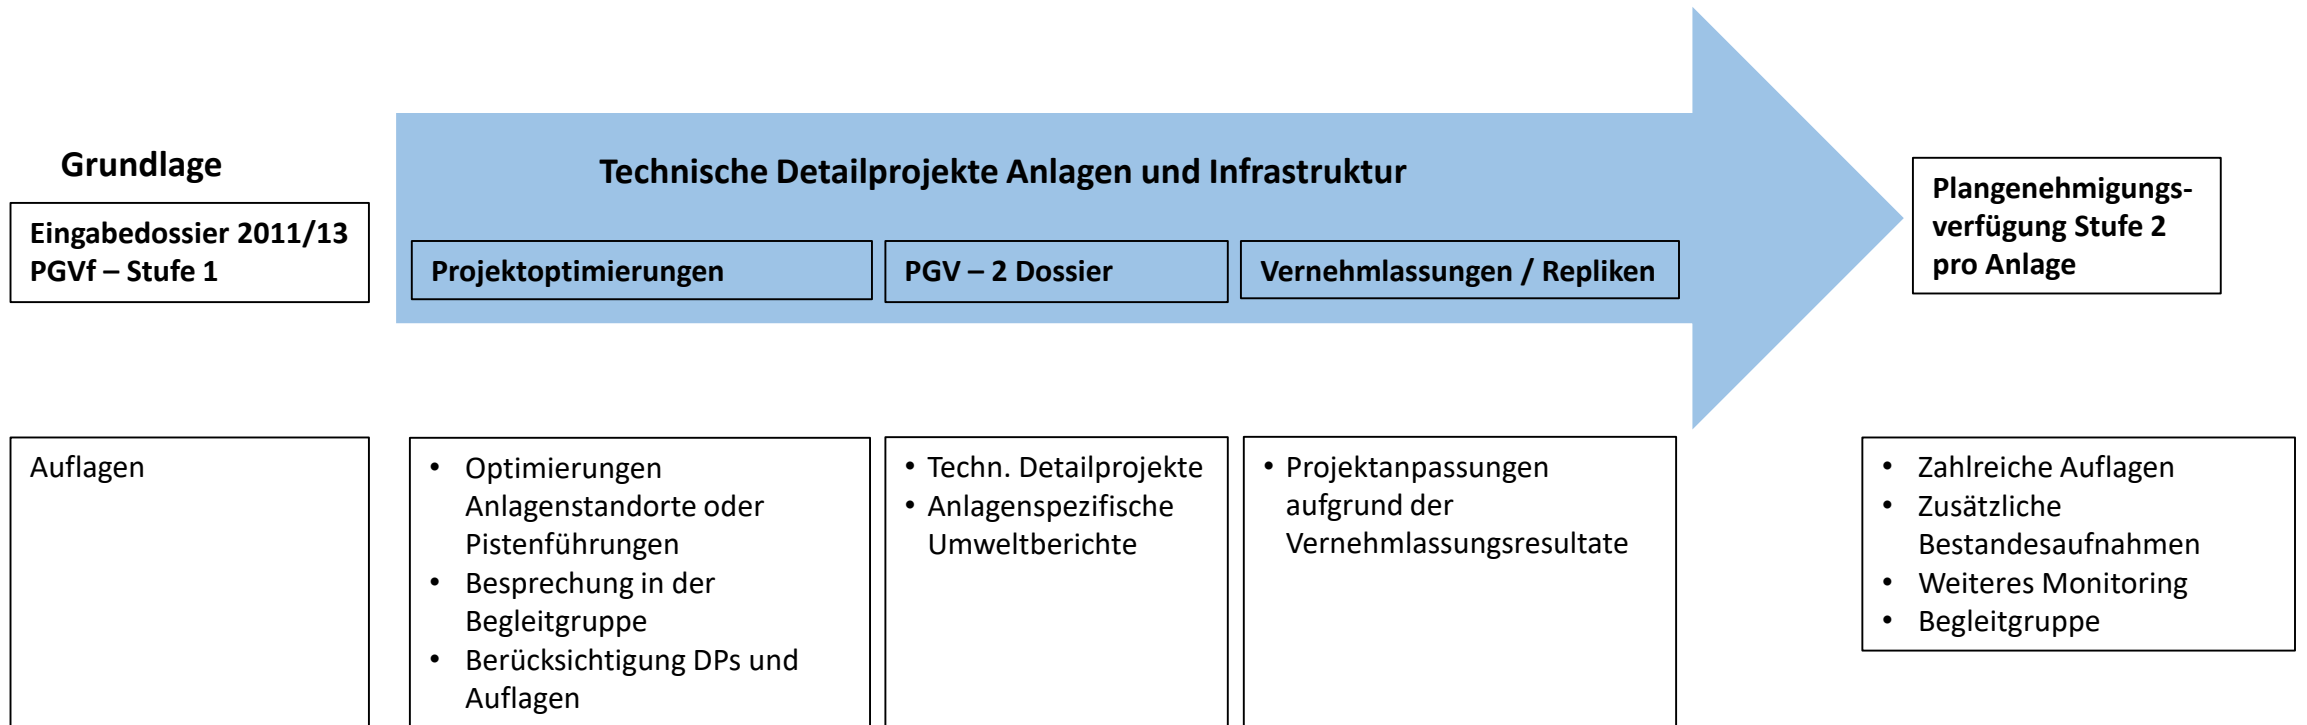 Grundlage
Eingabedossier 2011/13
PGVf – Stufe 1
Technische Detailprojekte Anlagen und Infrastruktur
Projektoptimierungen
PGV – 2 Dossier
Vernehmlassungen / Repliken
Plangenehmigungs-
verfügung Stufe 2
pro Anlage
Auflagen
• Optimierungen
Anlagenstandorte oder
Pistenführungen
• Besprechung in der
Begleitgruppe
• Berücksichtigung DPs und
Auflagen
• Techn. Detailprojekte
• Anlagenspezifische
Umweltberichte
• Projektanpassungen
aufgrund der
Vernehmlassungsresultate
• Zahlreiche Auflagen
• Zusätzliche
Bestandesaufnahmen
• Weiteres Monitoring
• Begleitgruppe